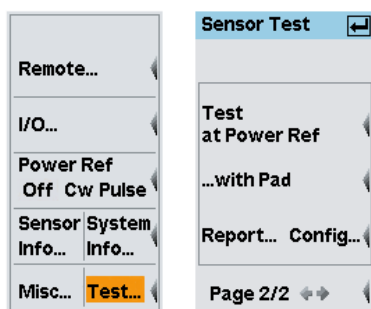 Remote...
I/O...
Power Ref
Off Cw Pulse
Sensor Info...
System Info...
Misc... Test...
Sensor Test
Test
at Power Ref
...with Pad
Report... Config...
Page 2/2